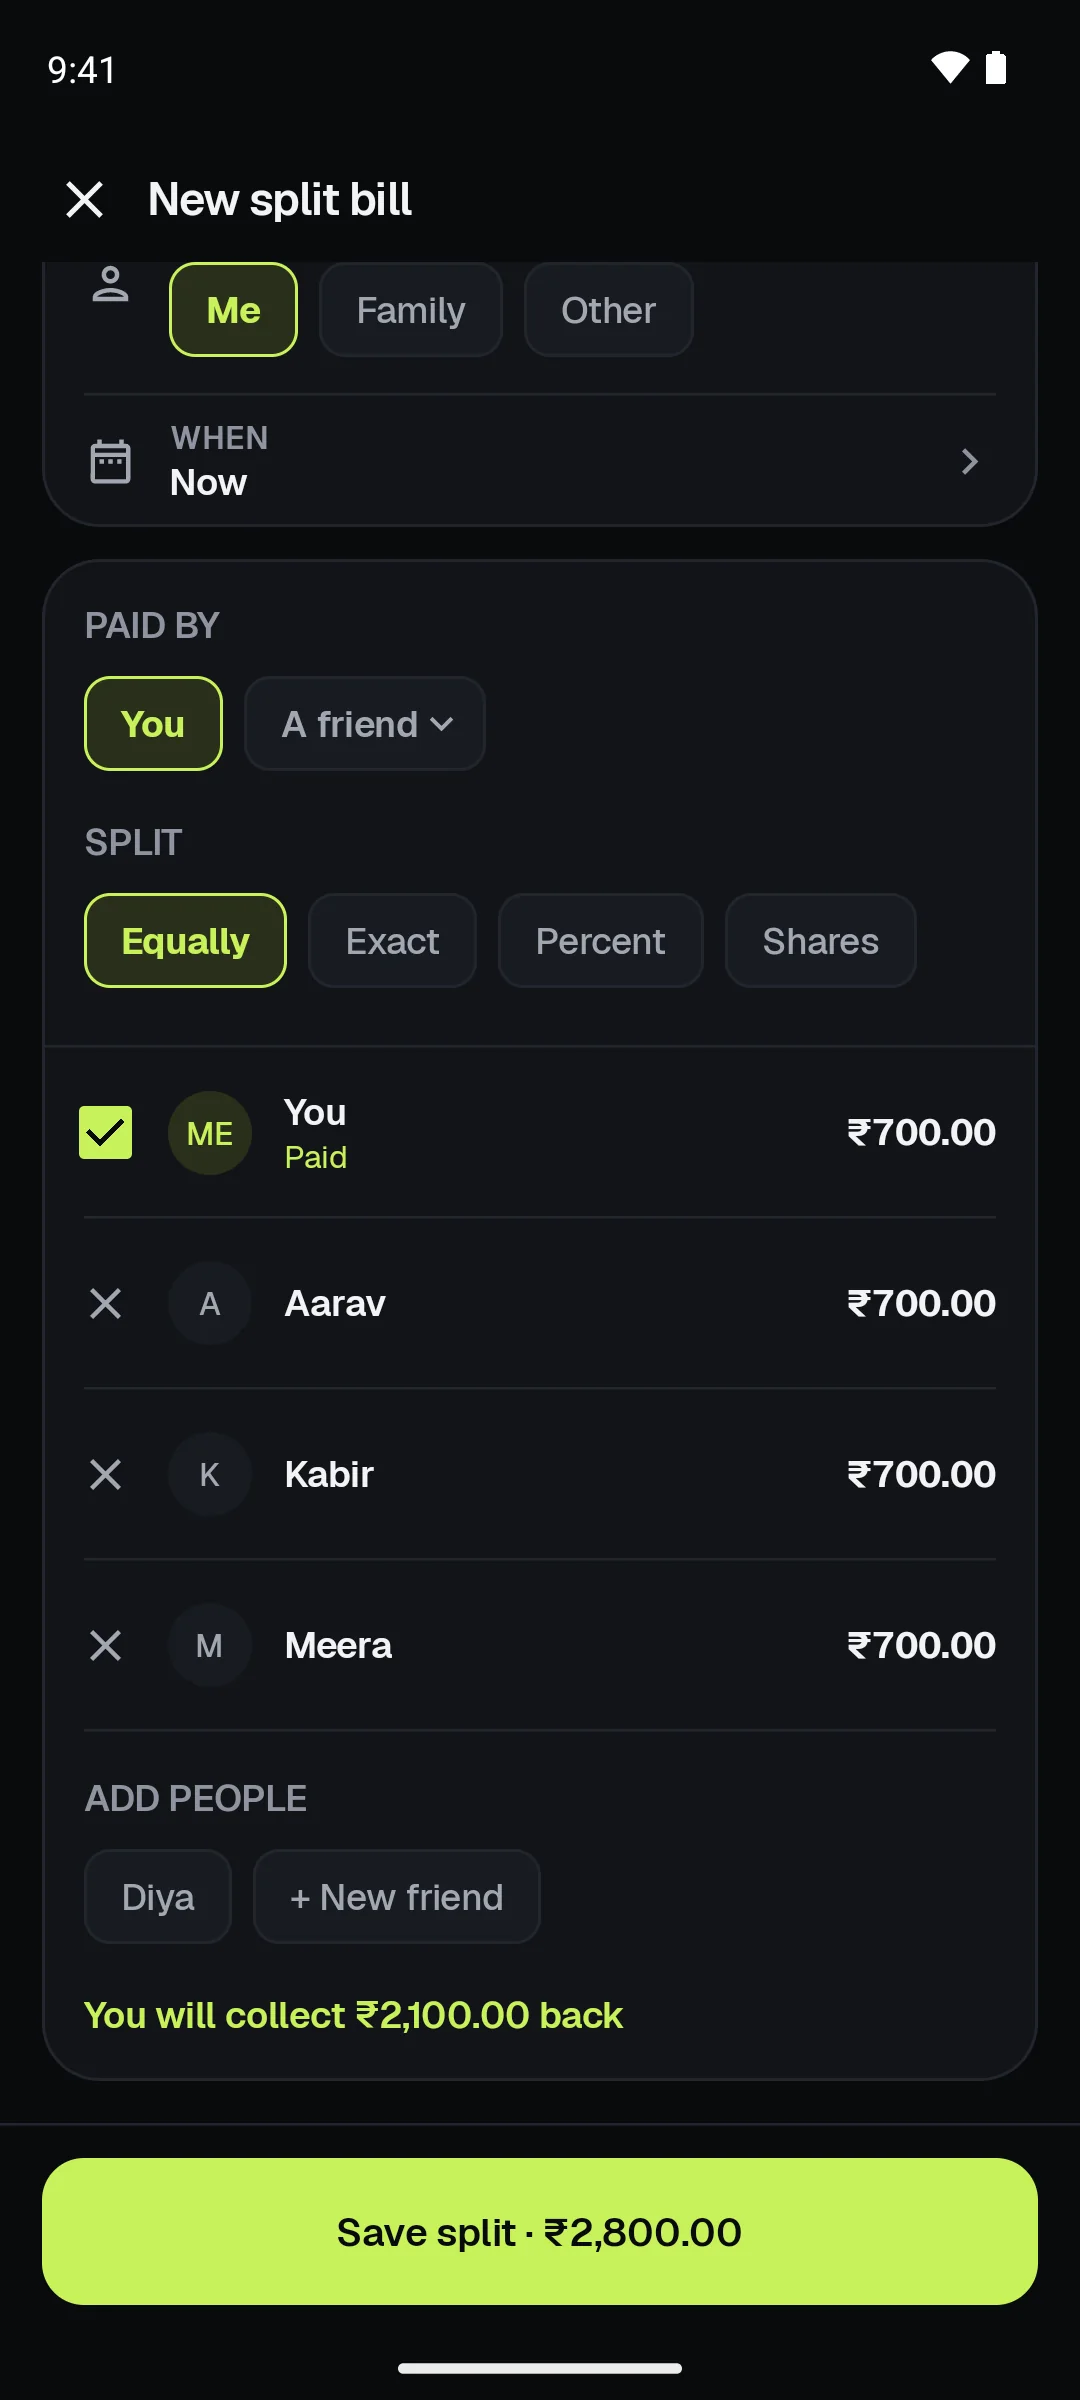 9:41
New split bill
Me Family Other
WHEN
Now
PAID BY
You A friend
SPLIT
Equally Exact Percent Shares
ME You ₹700.00
Paid
A Aarav ₹700.00
K Kabir ₹700.00
M Meera ₹700.00
ADD PEOPLE
Diya + New friend
You will collect ₹2,100.00 back
Save split · ₹2,800.00